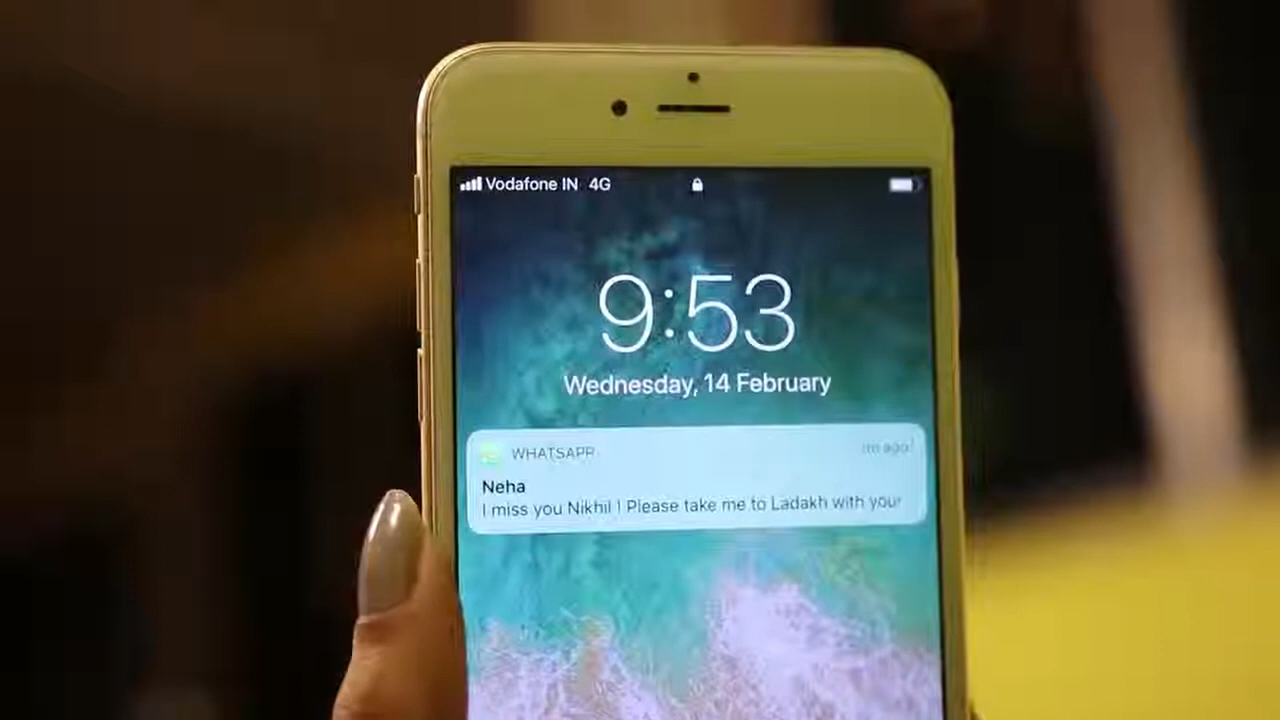 Vodafone IN 4G
9:53
Wednesday, 14 February
WHATSAPP
m ago
Neha
I miss you Nikhil ! Please take me to Ladakh with you!